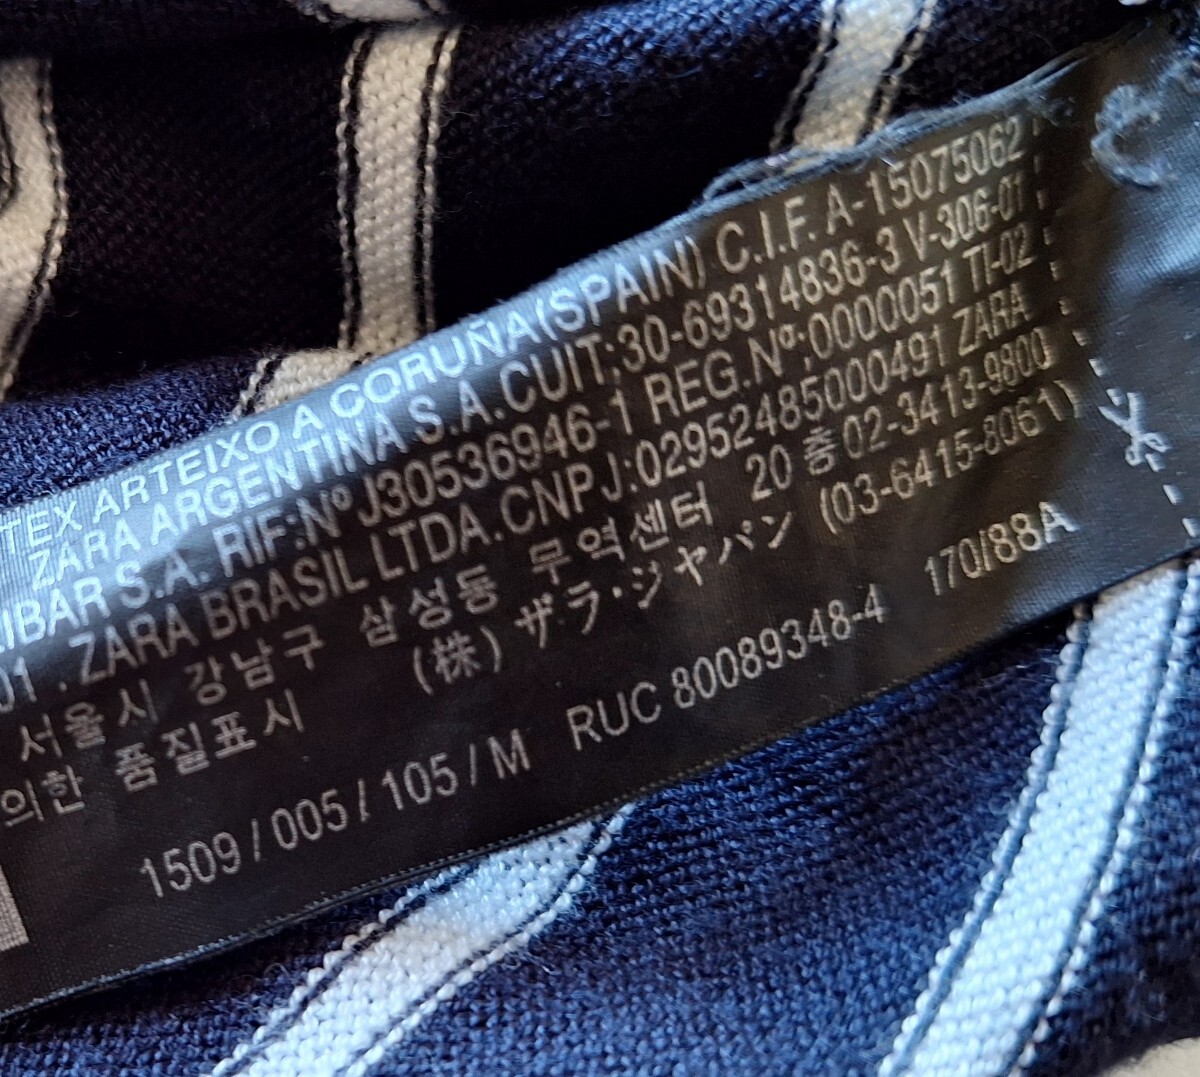 TEX ARTEIXO A CORUÑA(SPAIN) C.I.F. A-15075062
ZARA ARGENTINA S.A.CUIT:30-69314836-3 V-306-01
IBAR S.A. RIF:Nº J30536946-1 REG.Nº:0000051 TI-02
01 . ZARA BRASIL LTDA.CNPJ:02952485000491 ZARA
서울시 강남구 삼성동 무역센터 20층 02-3413-9800
의한 품질표시 (株) ザラ・ジャパン (03-6415-8061)
1509 / 005 / 105 / M RUC 80089348-4 170/88A